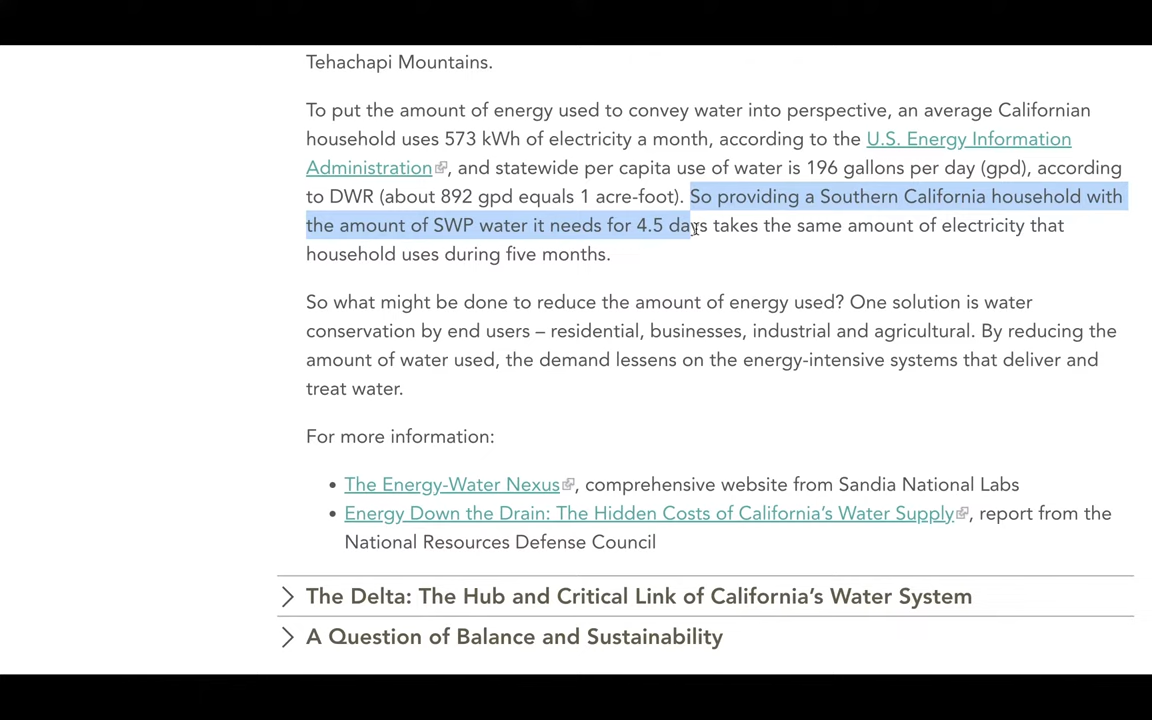 Tehachapi Mountains.
To put the amount of energy used to convey water into perspective, an average Californian
household uses 573 kWh of electricity a month, according to the U.S. Energy Information
Administration, and statewide per capita use of water is 196 gallons per day (gpd), according
to DWR (about 892 gpd equals 1 acre-foot). So providing a Southern California household with
the amount of SWP water it needs for 4.5 days takes the same amount of electricity that
household uses during five months.
So what might be done to reduce the amount of energy used? One solution is water
conservation by end users – residential, businesses, industrial and agricultural. By reducing the
amount of water used, the demand lessens on the energy-intensive systems that deliver and
treat water.
For more information:
• The Energy-Water Nexus, comprehensive website from Sandia National Labs
• Energy Down the Drain: The Hidden Costs of California’s Water Supply, report from the
National Resources Defense Council
The Delta: The Hub and Critical Link of California’s Water System
A Question of Balance and Sustainability